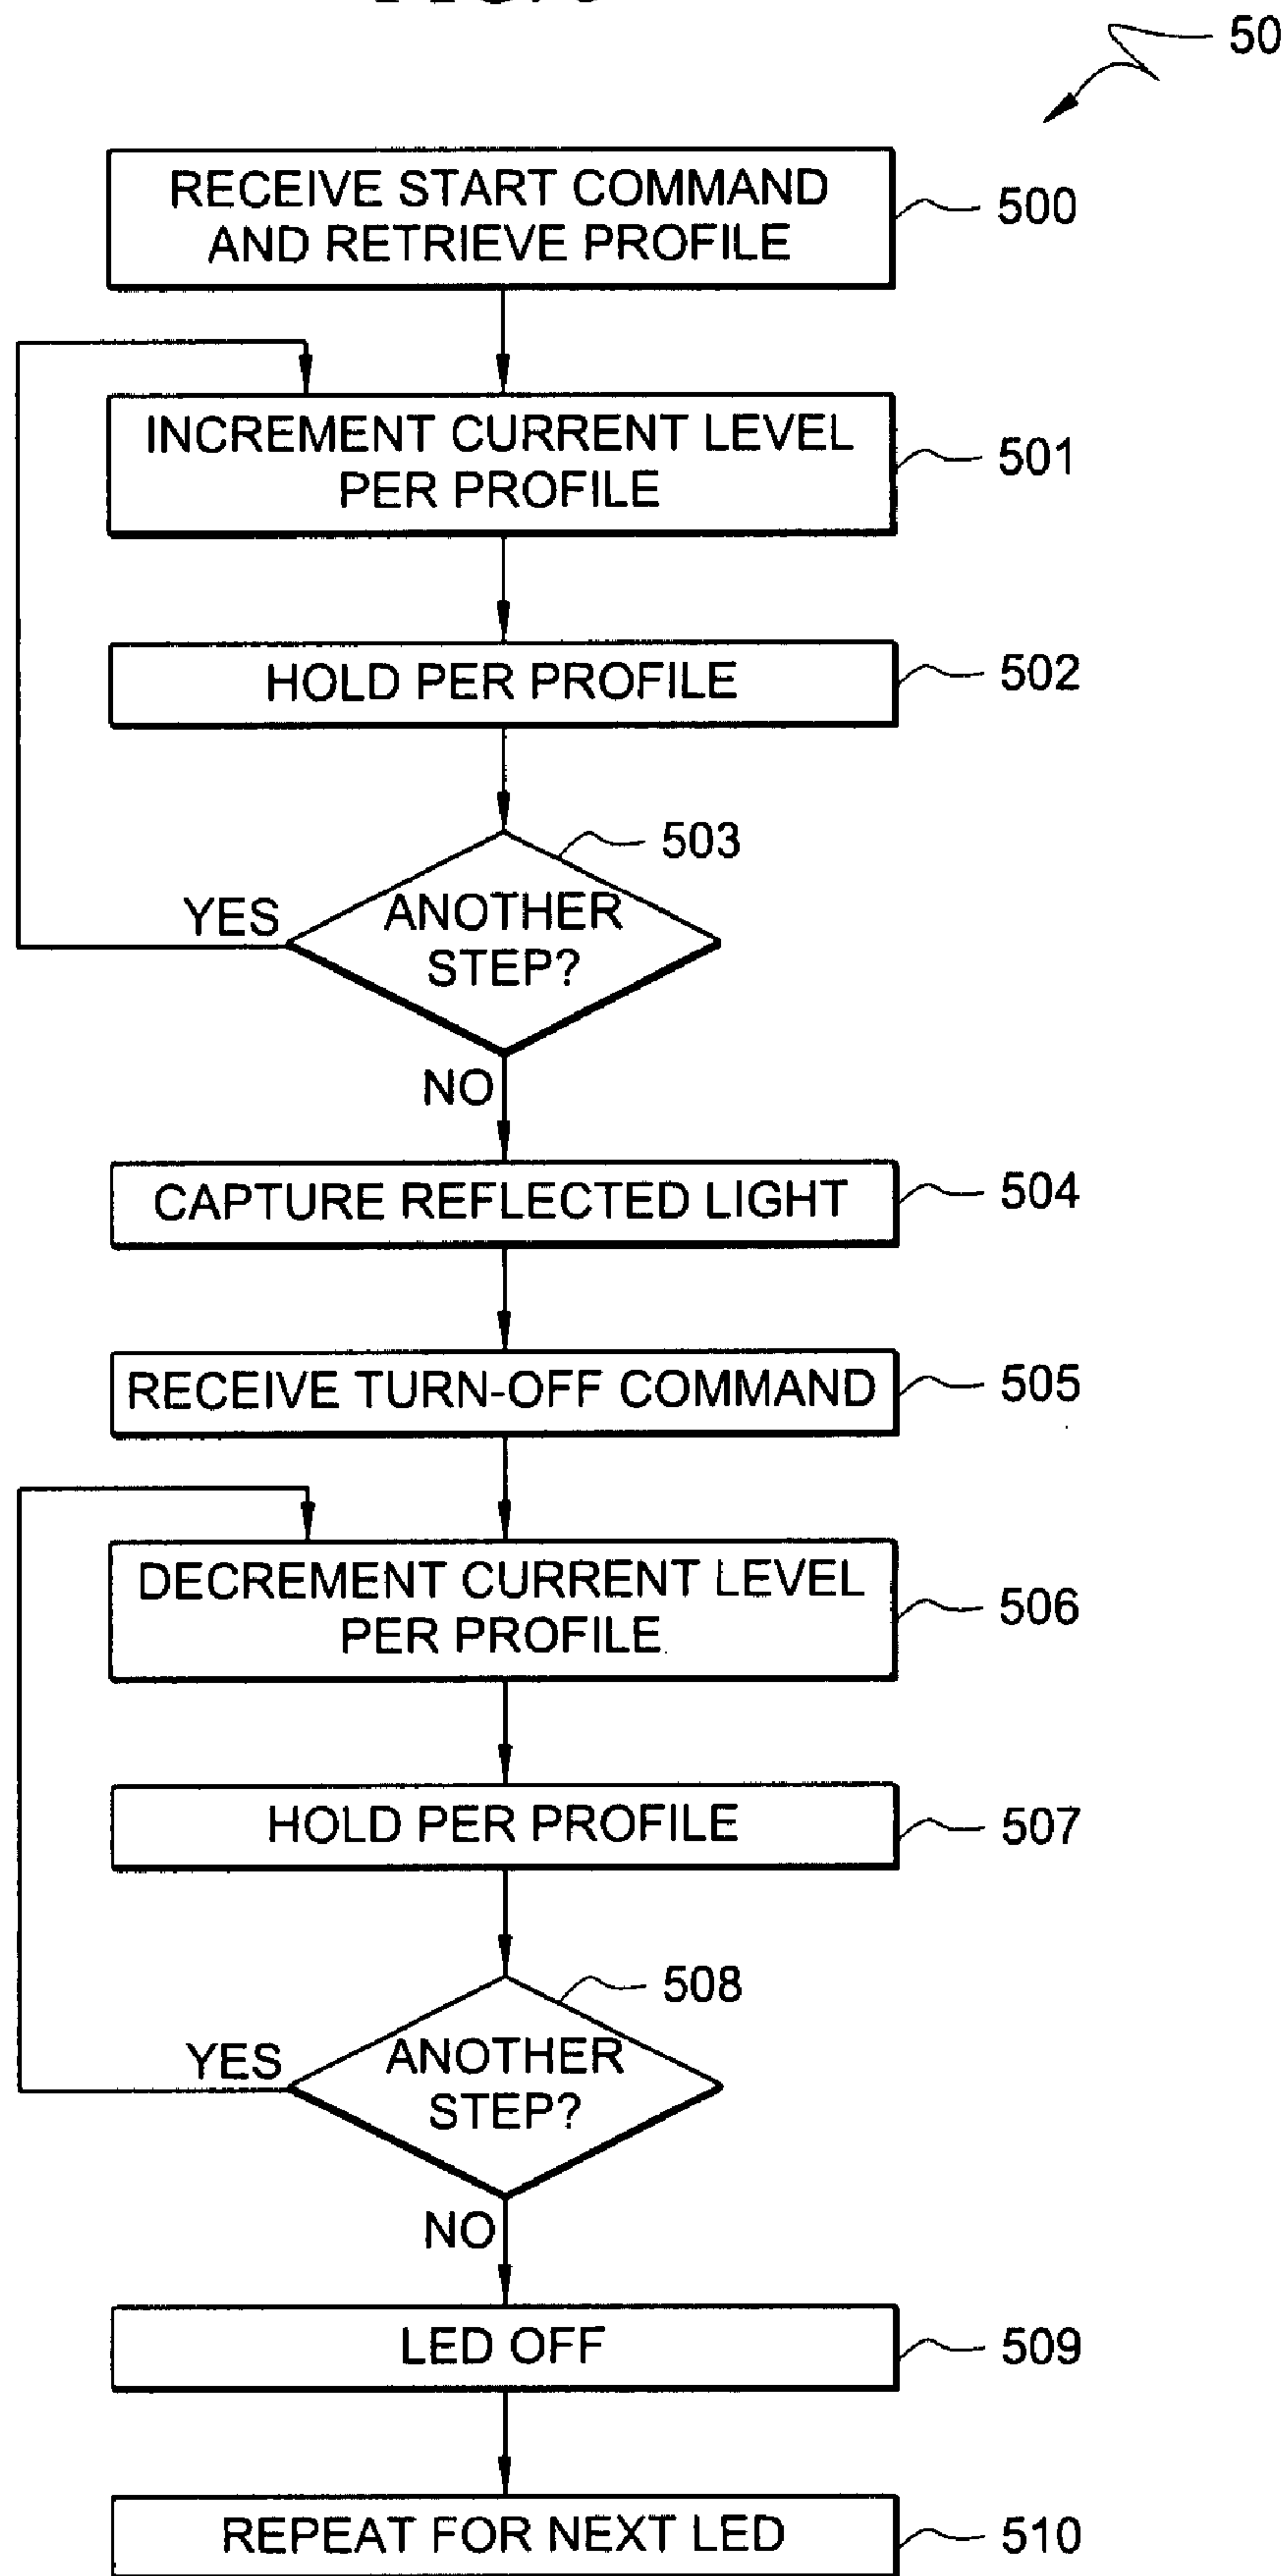 50
RECEIVE START COMMAND
AND RETRIEVE PROFILE
500
INCREMENT CURRENT LEVEL
PER PROFILE
501
HOLD PER PROFILE
502
503
ANOTHER
STEP?
YES
NO
CAPTURE REFLECTED LIGHT
504
RECEIVE TURN-OFF COMMAND
505
DECREMENT CURRENT LEVEL
PER PROFILE
506
HOLD PER PROFILE
507
508
ANOTHER
STEP?
YES
NO
LED OFF
509
REPEAT FOR NEXT LED
510